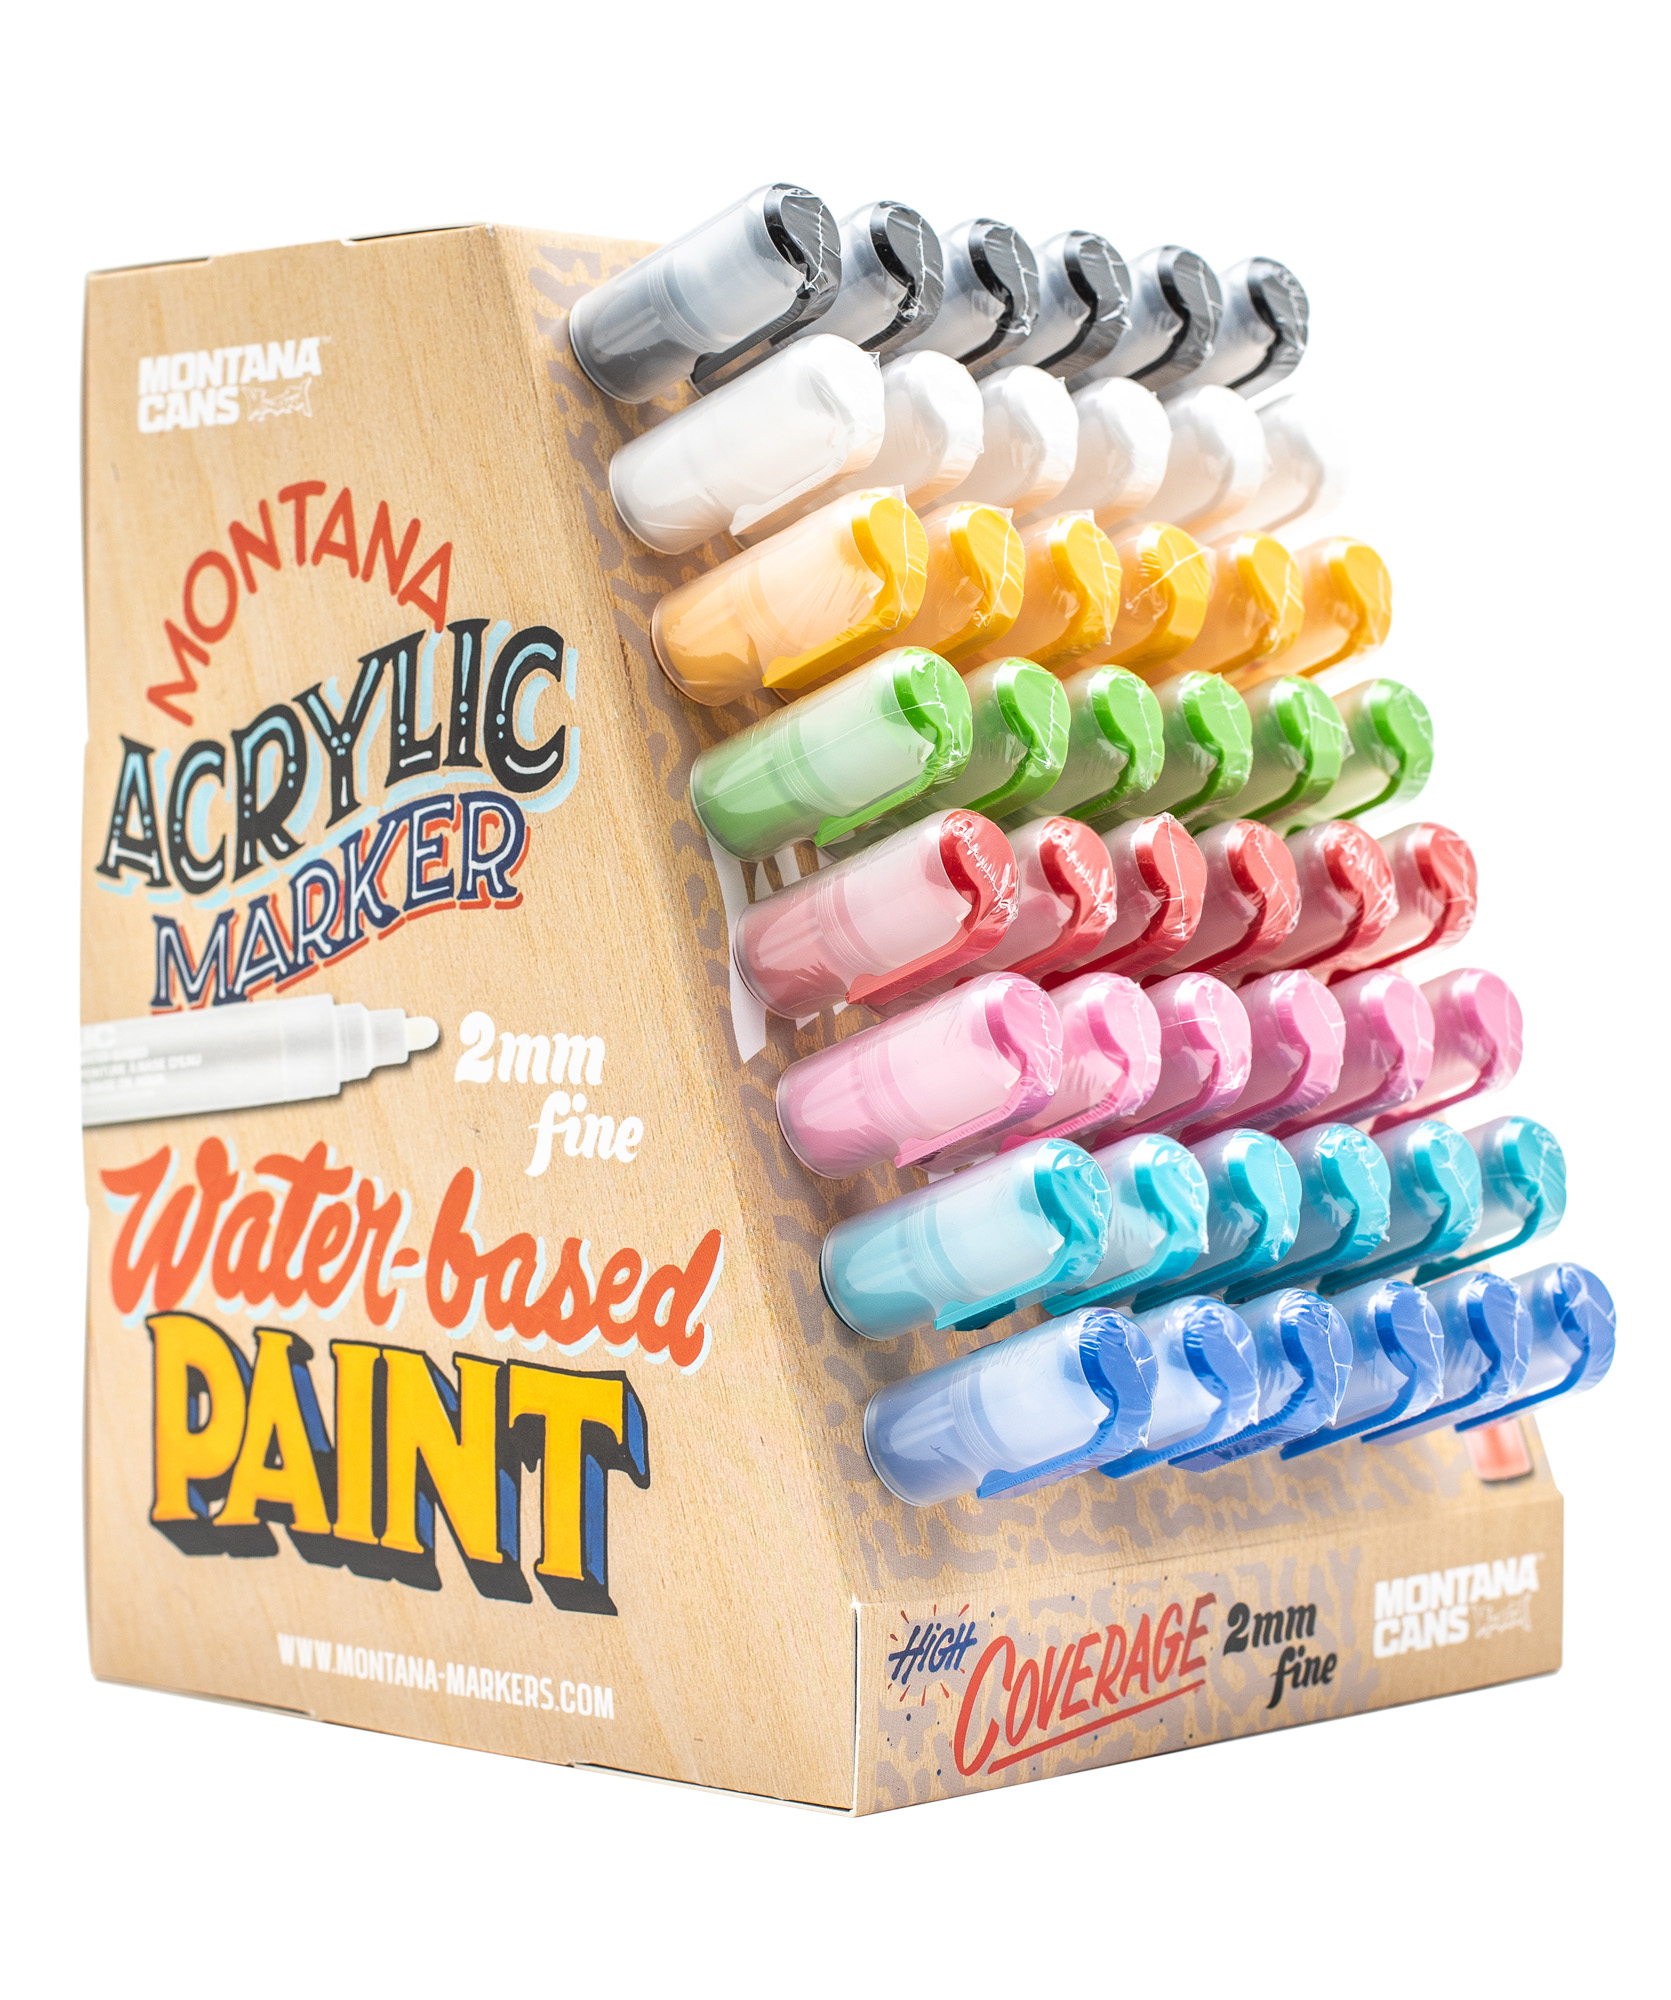 MONTANA
CANS
MONTANA
ACRYLIC
MARKER
2mm
fine
Water-based
PAINT
WWW.MONTANA-MARKERS.COM
HIGH
COVERAGE
2mm
fine
MONTANA
CANS